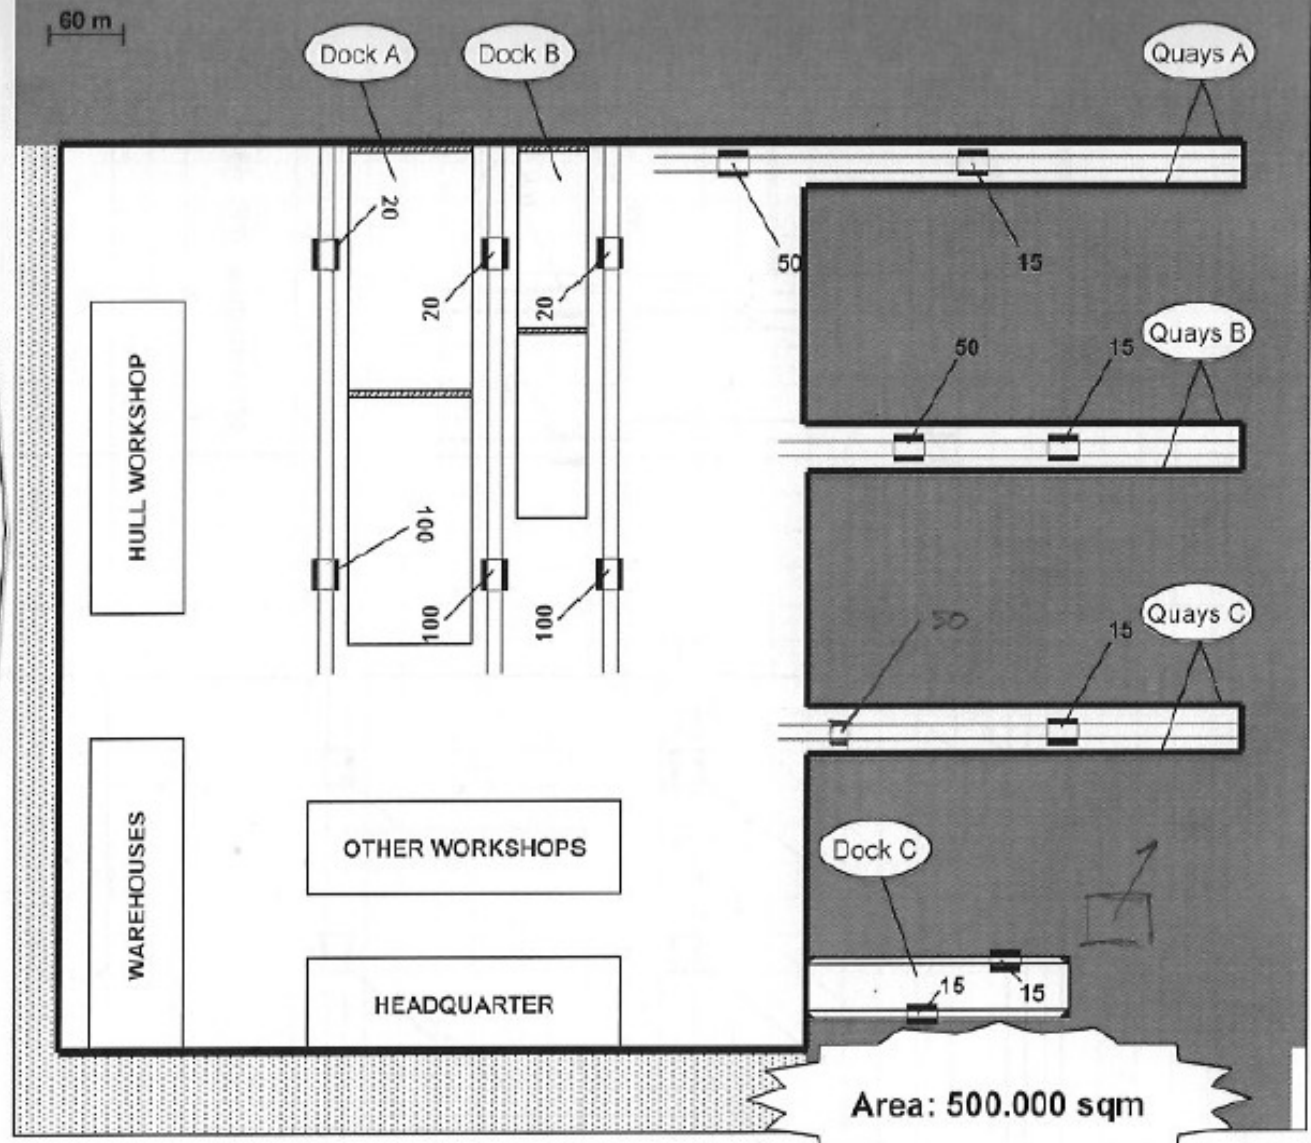 60 m
Dock A
Dock B
Quays A
20
20
20
50
15
Quays B
50
15
HULL WORKSHOP
100
100
100
50
15
Quays C
WAREHOUSES
OTHER WORKSHOPS
Dock C
HEADQUARTER
15
15
Area: 500.000 sqm